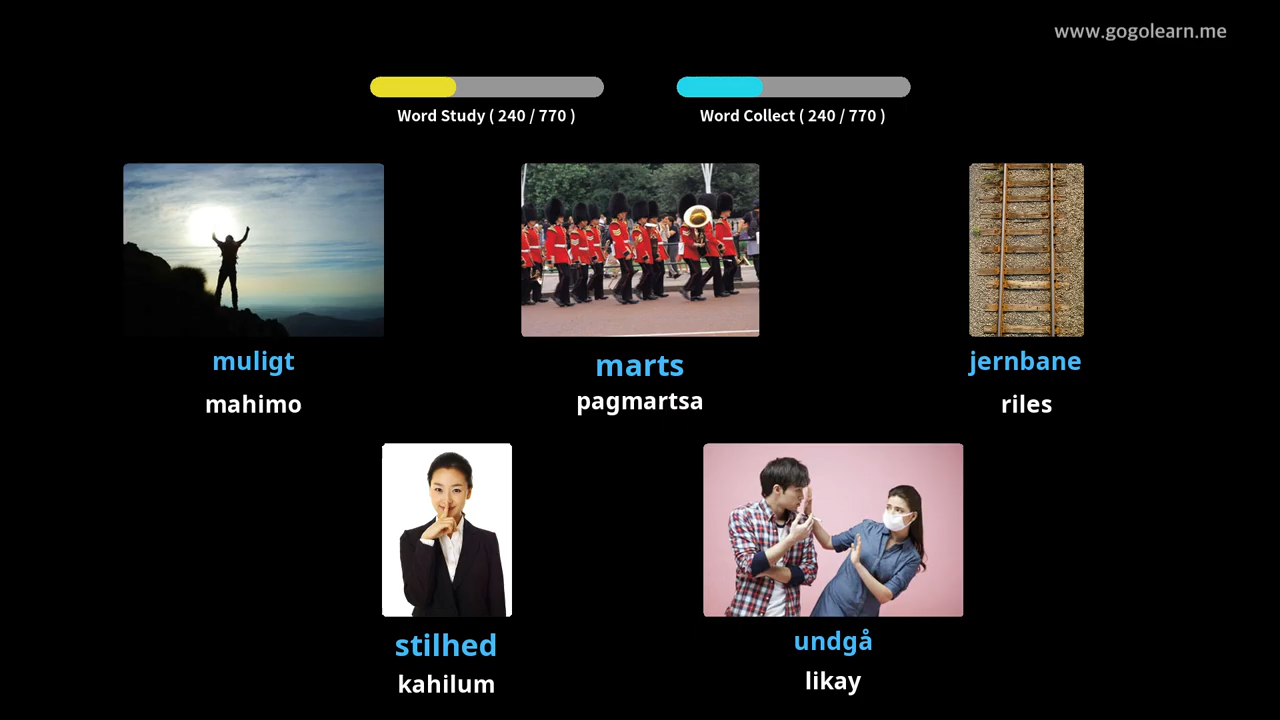 www.gogolearn.me
Word Study ( 240 / 770 )
Word Collect ( 240 / 770 )
muligt
mahimo
marts
pagmartsa
jernbane
riles
stilhed
kahilum
undgå
likay